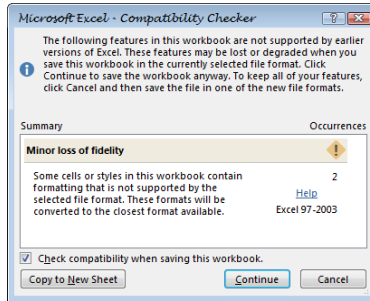 Microsoft Excel - Compatibility Checker
The following features in this workbook are not supported by earlier
versions of Excel. These features may be lost or degraded when you
save this workbook in the currently selected file format. Click
Continue to save the workbook anyway. To keep all of your features,
click Cancel and then save the file in one of the new file formats.
Summary Occurrences
Minor loss of fidelity
Some cells or styles in this workbook contain 2
formatting that is not supported by the
selected file format. These formats will Help
be converted to the closest format available. Excel 97-2003
Check compatibility when saving this workbook.
Copy to New Sheet Continue Cancel